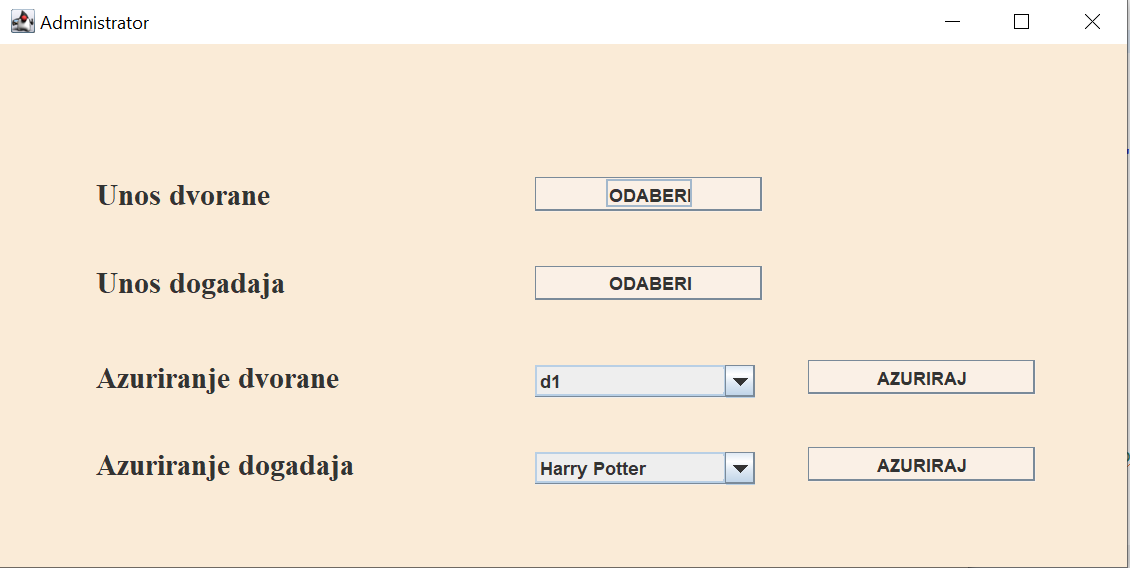 Administrator
Unos dvorane ODABERI
Unos dogadaja ODABERI
Azuriranje dvorane d1 AZURIRAJ
Azuriranje dogadaja Harry Potter AZURIRAJ